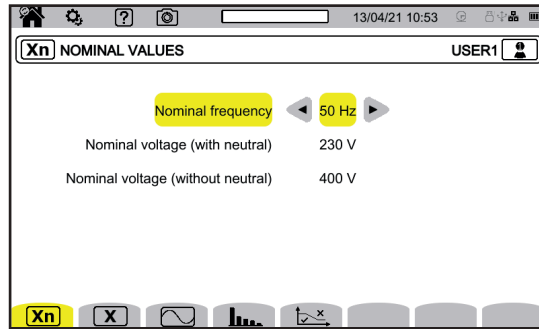 ? 13/04/21 10:53
Xn NOMINAL VALUES USER1
Nominal frequency 50 Hz
Nominal voltage (with neutral) 230 V
Nominal voltage (without neutral) 400 V
Xn X